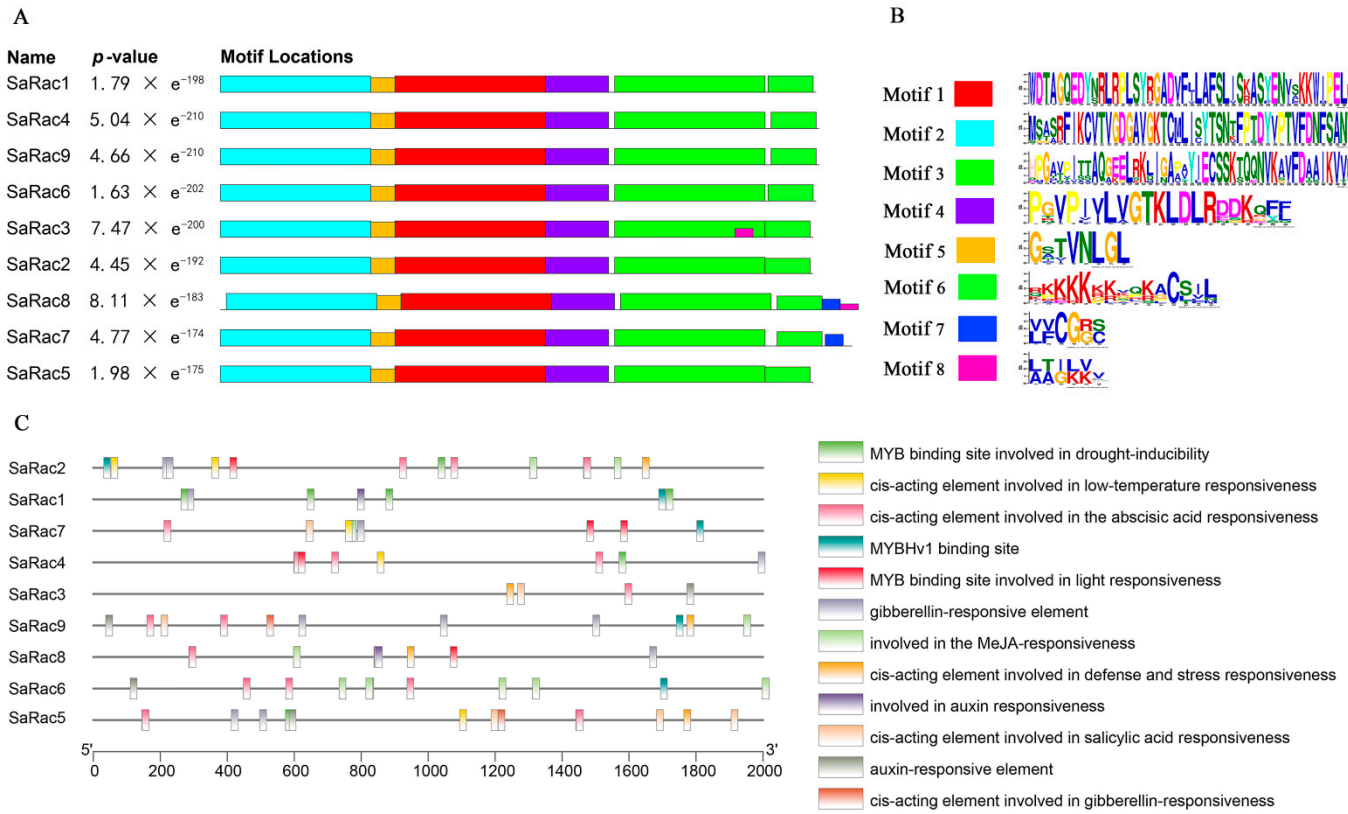 A
Name p-value Motif Locations
SaRac1 1.79 × e−198
SaRac4 5.04 × e−210
SaRac9 4.66 × e−210
SaRac6 1.63 × e−202
SaRac3 7.47 × e−200
SaRac2 4.45 × e−192
SaRac8 8.11 × e−183
SaRac7 4.77 × e−174
SaRac5 1.98 × e−175
B
Motif 1
Motif 2
Motif 3
Motif 4
Motif 5
Motif 6
Motif 7
Motif 8
C
SaRac2
SaRac1
SaRac7
SaRac4
SaRac3
SaRac9
SaRac8
SaRac6
SaRac5
5' 3'
0 200 400 600 800 1000 1200 1400 1600 1800 2000
MYB binding site involved in drought-inducibility
cis-acting element involved in low-temperature responsiveness
cis-acting element involved in the abscisic acid responsiveness
MYBHv1 binding site
MYB binding site involved in light responsiveness
gibberellin-responsive element
involved in the MeJA-responsiveness
cis-acting element involved in defense and stress responsiveness
involved in auxin responsiveness
cis-acting element involved in salicylic acid responsiveness
auxin-responsive element
cis-acting element involved in gibberellin-responsiveness